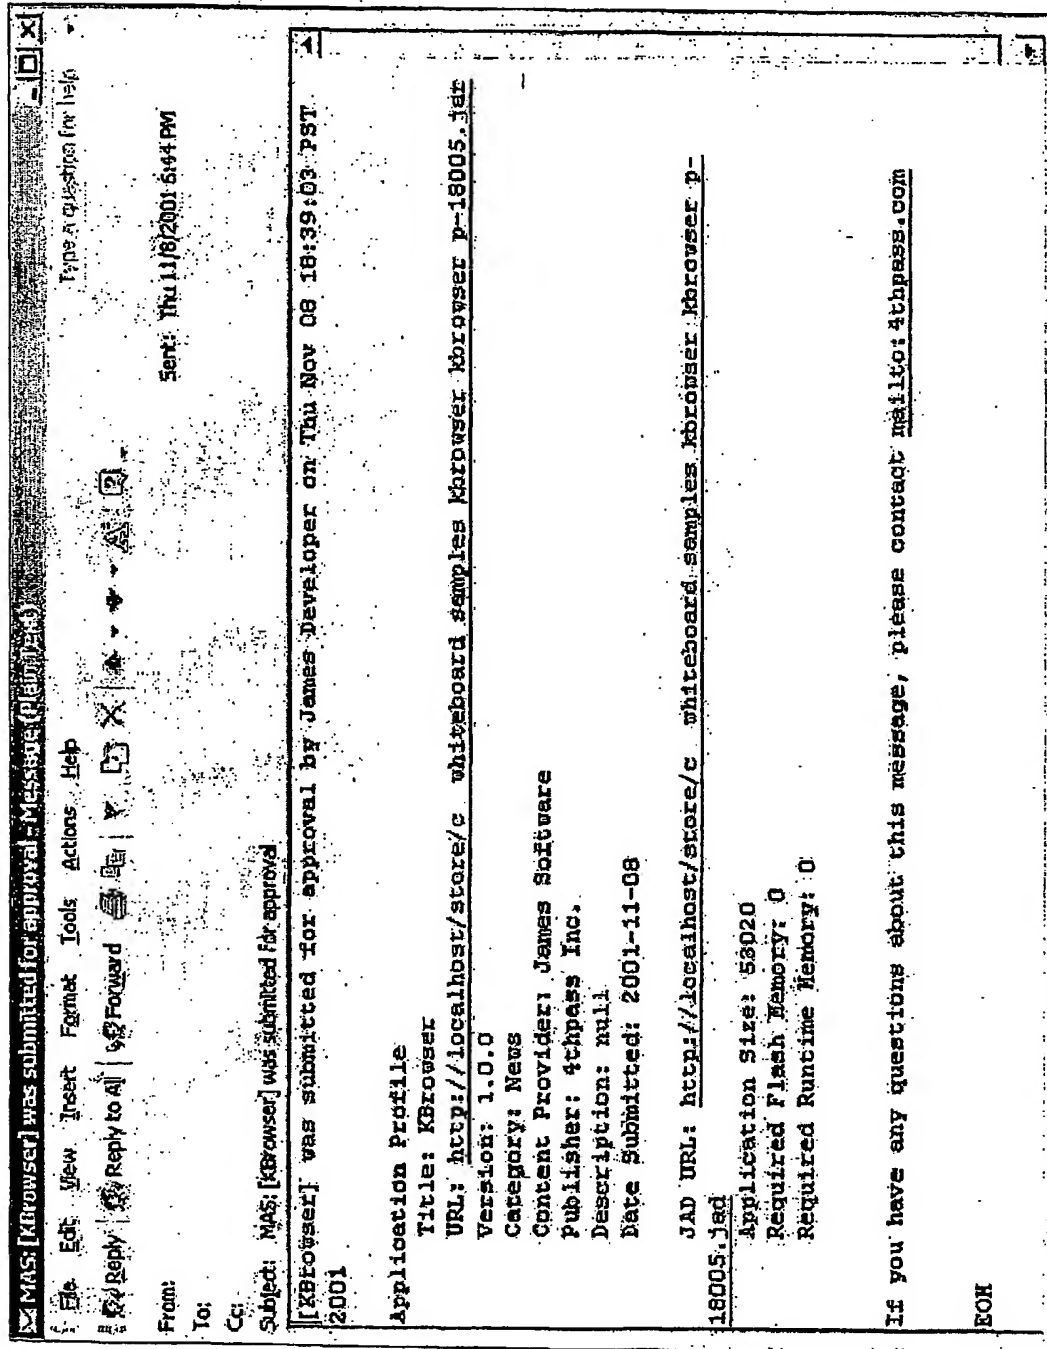 MAS: [KBrowser] was submitted for approval - Message (Plain Text)
File Edit View Insert Format Tools Actions Help Type a question for help
Reply Reply to All Forward
From:
Sent: Thu 11/8/2001 6:44 PM
To:
Cc:
Subject: MAS: [KBrowser] was submitted for approval
[KBrowser] was submitted for approval by James Developer on Thu Nov 08 18:39:03 PST
2001
Application Profile
Title: KBrowser
URL: http://localhost/store/c whiteboard samples kbrowser kbrowser p-18005.jar
Version: 1.0.0
Category: News
Content Provider: James Software
Publisher: 4thpass Inc.
Description: null
Date Submitted: 2001-11-08
JAD URL: http://localhost/store/c whiteboard samples kbrowser kbrowser p-
18005.jad
Application Size: 53020
Required Flash Memory: 0
Required Runtime Memory: 0
If you have any questions about this message, please contact mailto:4thpass.com
EOM